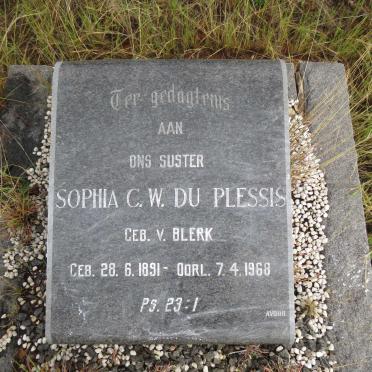 Ter gedagtenis
AAN
ONS SUSTER
SOPHIA C.W. DU PLESSIS
GEB. V. BLERK
GEB. 28.6.1891 - OORL. 7.4.1968
Ps. 23:1